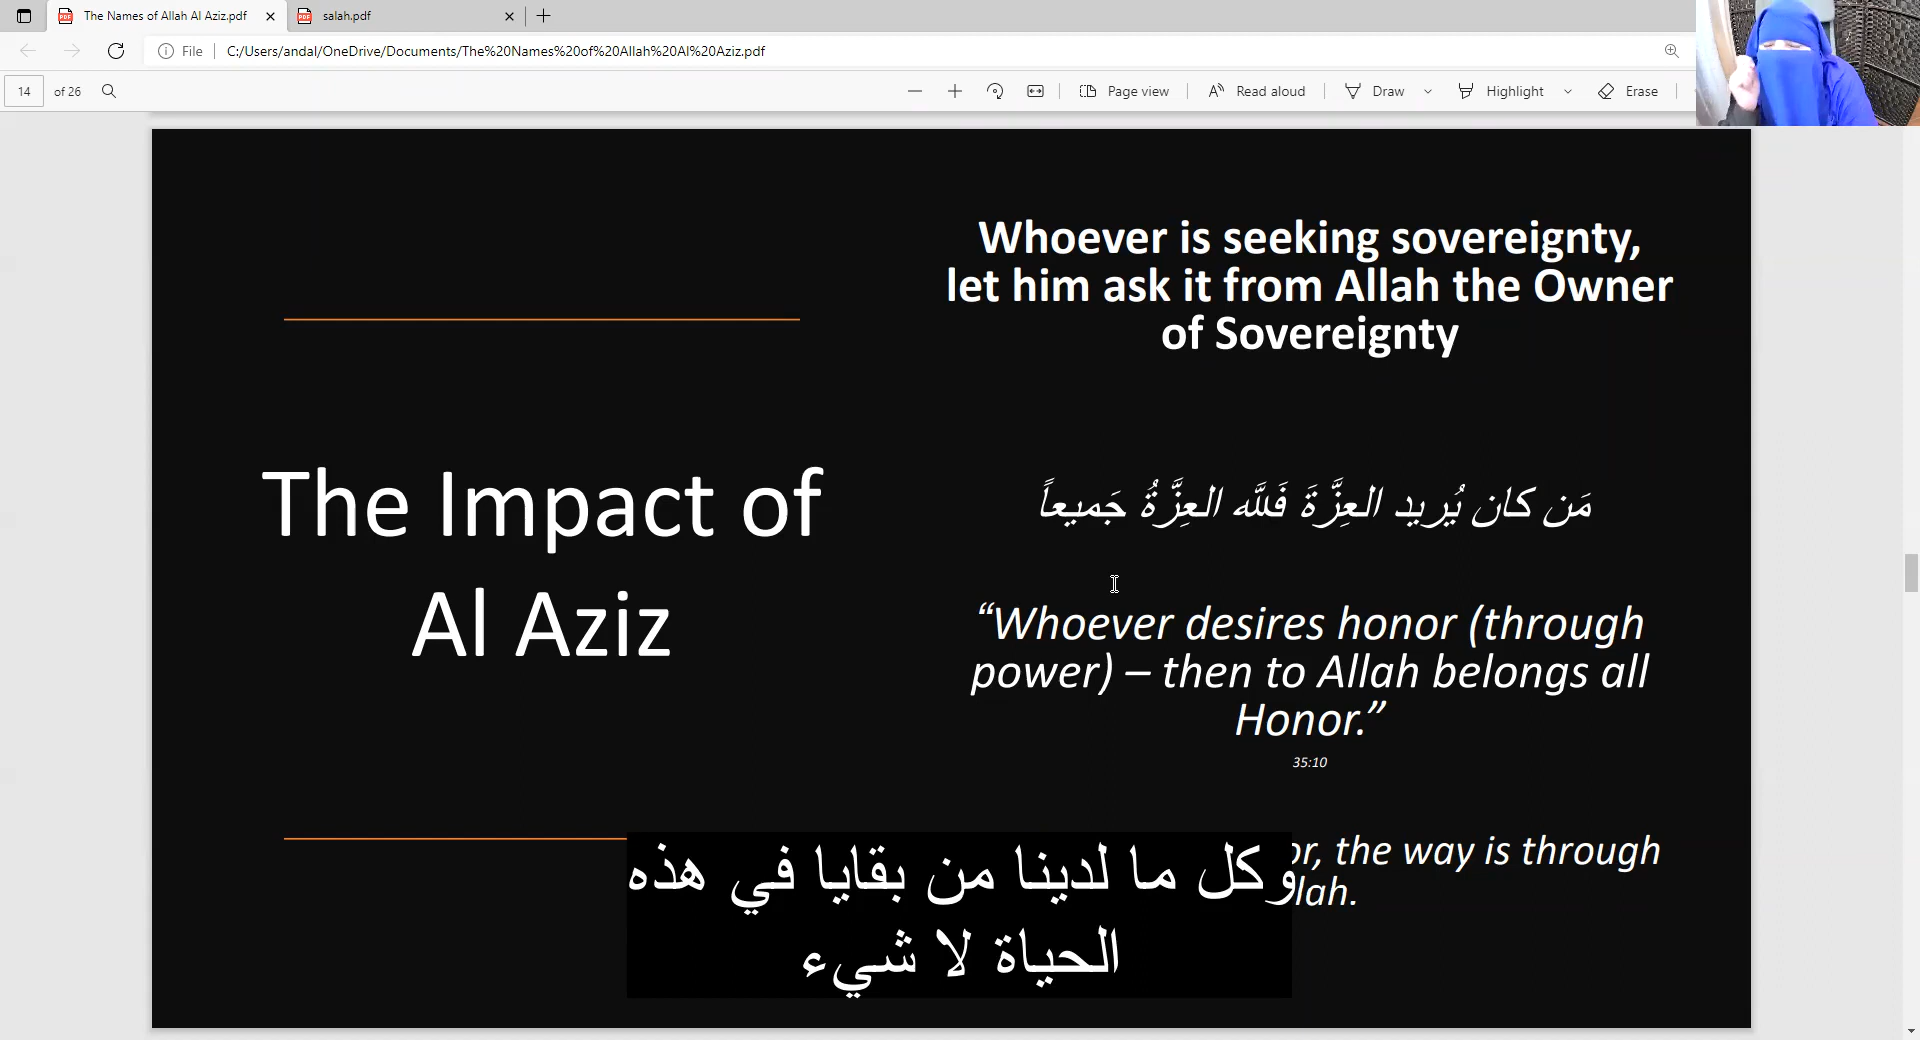 The Names of Allah Al Aziz.pdf
salah.pdf
File
C:/Users/andal/OneDrive/Documents/The%20Names%20of%20Allah%20Al%20Aziz.pdf
14 of 26
Page view
Read aloud
Draw
Highlight
Erase
The Impact of
Al Aziz
Whoever is seeking sovereignty,
let him ask it from Allah the Owner
of Sovereignty
مَن كان يُريد العِزَّةَ فَللَّه العِزَّةُ جَميعاً
“Whoever desires honor (through
power) – then to Allah belongs all
Honor.”
35:10
, the way is through
وكل ما لدينا من بقايا في هذه
الحياة لا شيء